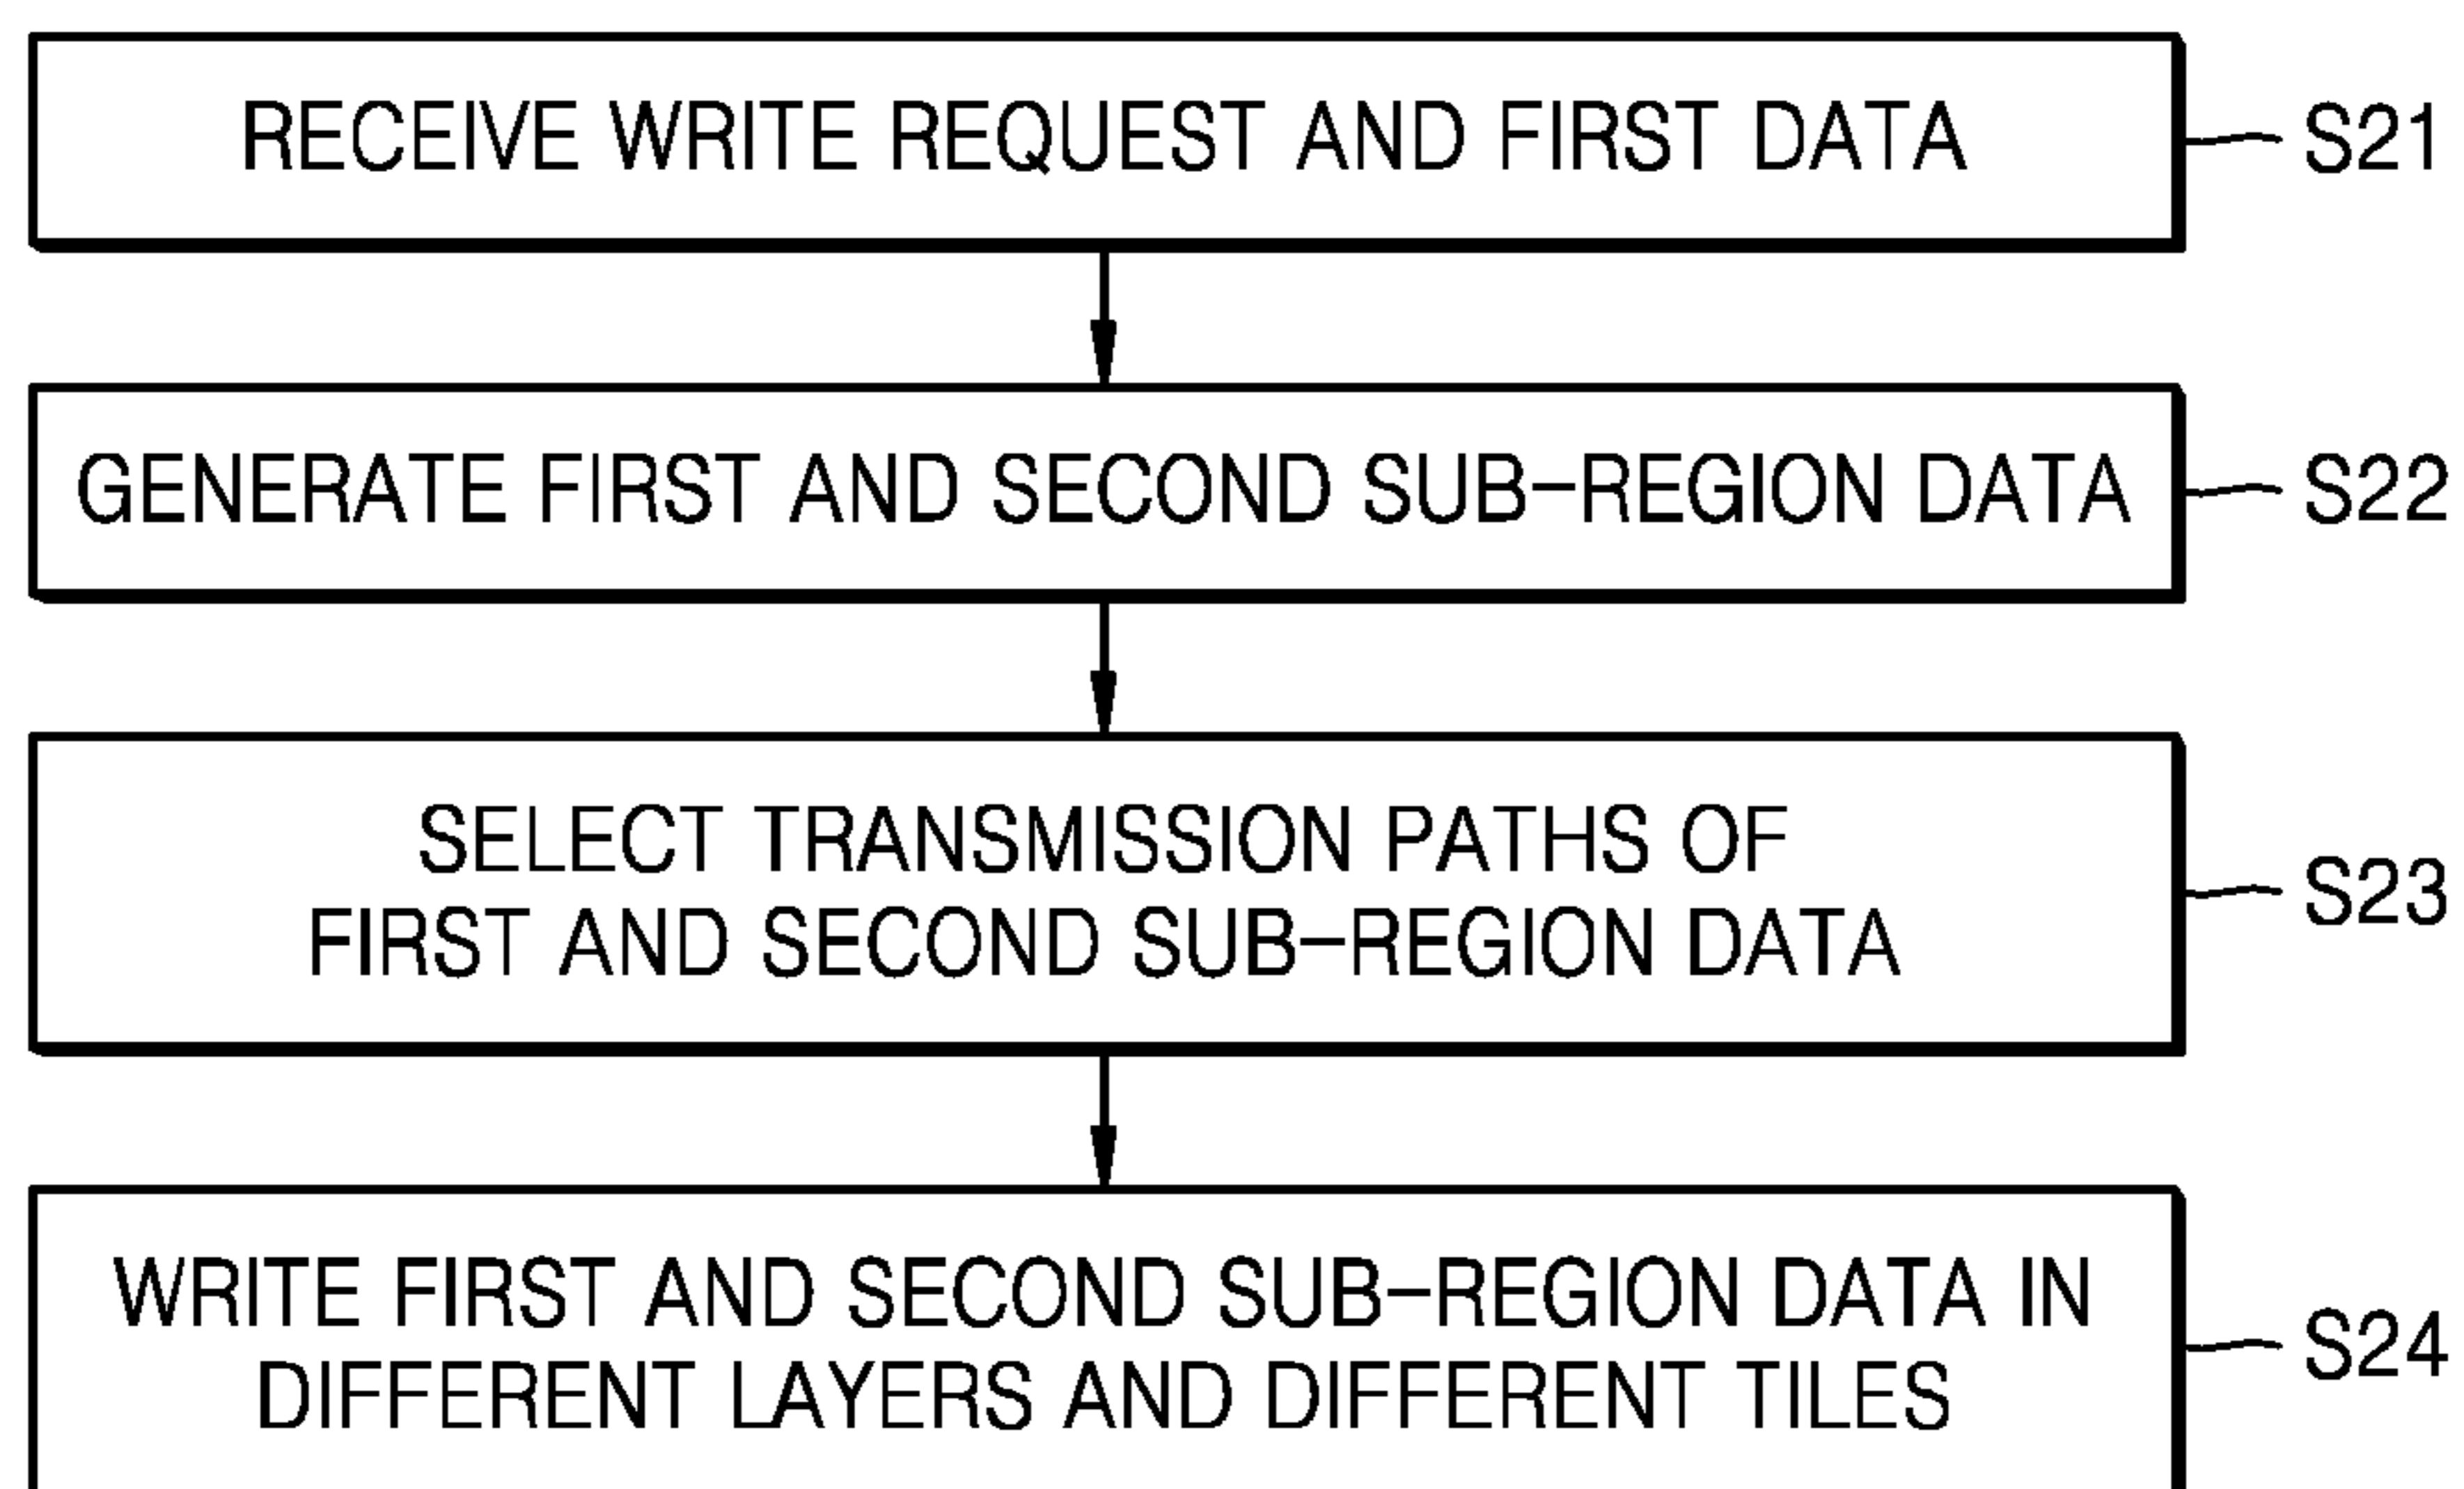 RECEIVE WRITE REQUEST AND FIRST DATA
S21
GENERATE FIRST AND SECOND SUB-REGION DATA
S22
SELECT TRANSMISSION PATHS OF
FIRST AND SECOND SUB-REGION DATA
S23
WRITE FIRST AND SECOND SUB-REGION DATA IN
DIFFERENT LAYERS AND DIFFERENT TILES
S24